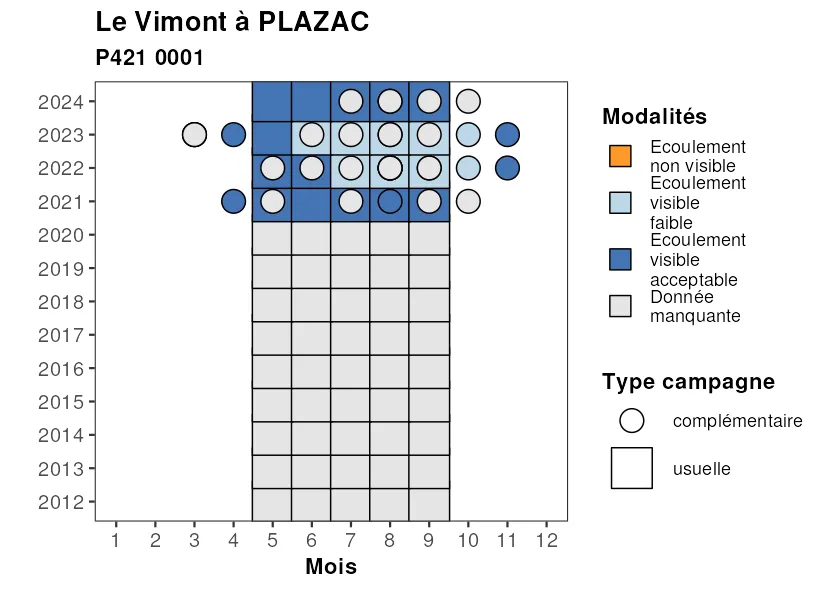 Le Vimont à PLAZAC
P421 0001
2024
2023
2022
2021
2020
2019
2018
2017
2016
2015
2014
2013
2012
1 2 3 4 5 6 7 8 9 10 11 12
Mois
Modalités
Ecoulement
non visible
Ecoulement
visible
faible
Ecoulement
visible
acceptable
Donnée
manquante
Type campagne
complémentaire
usuelle